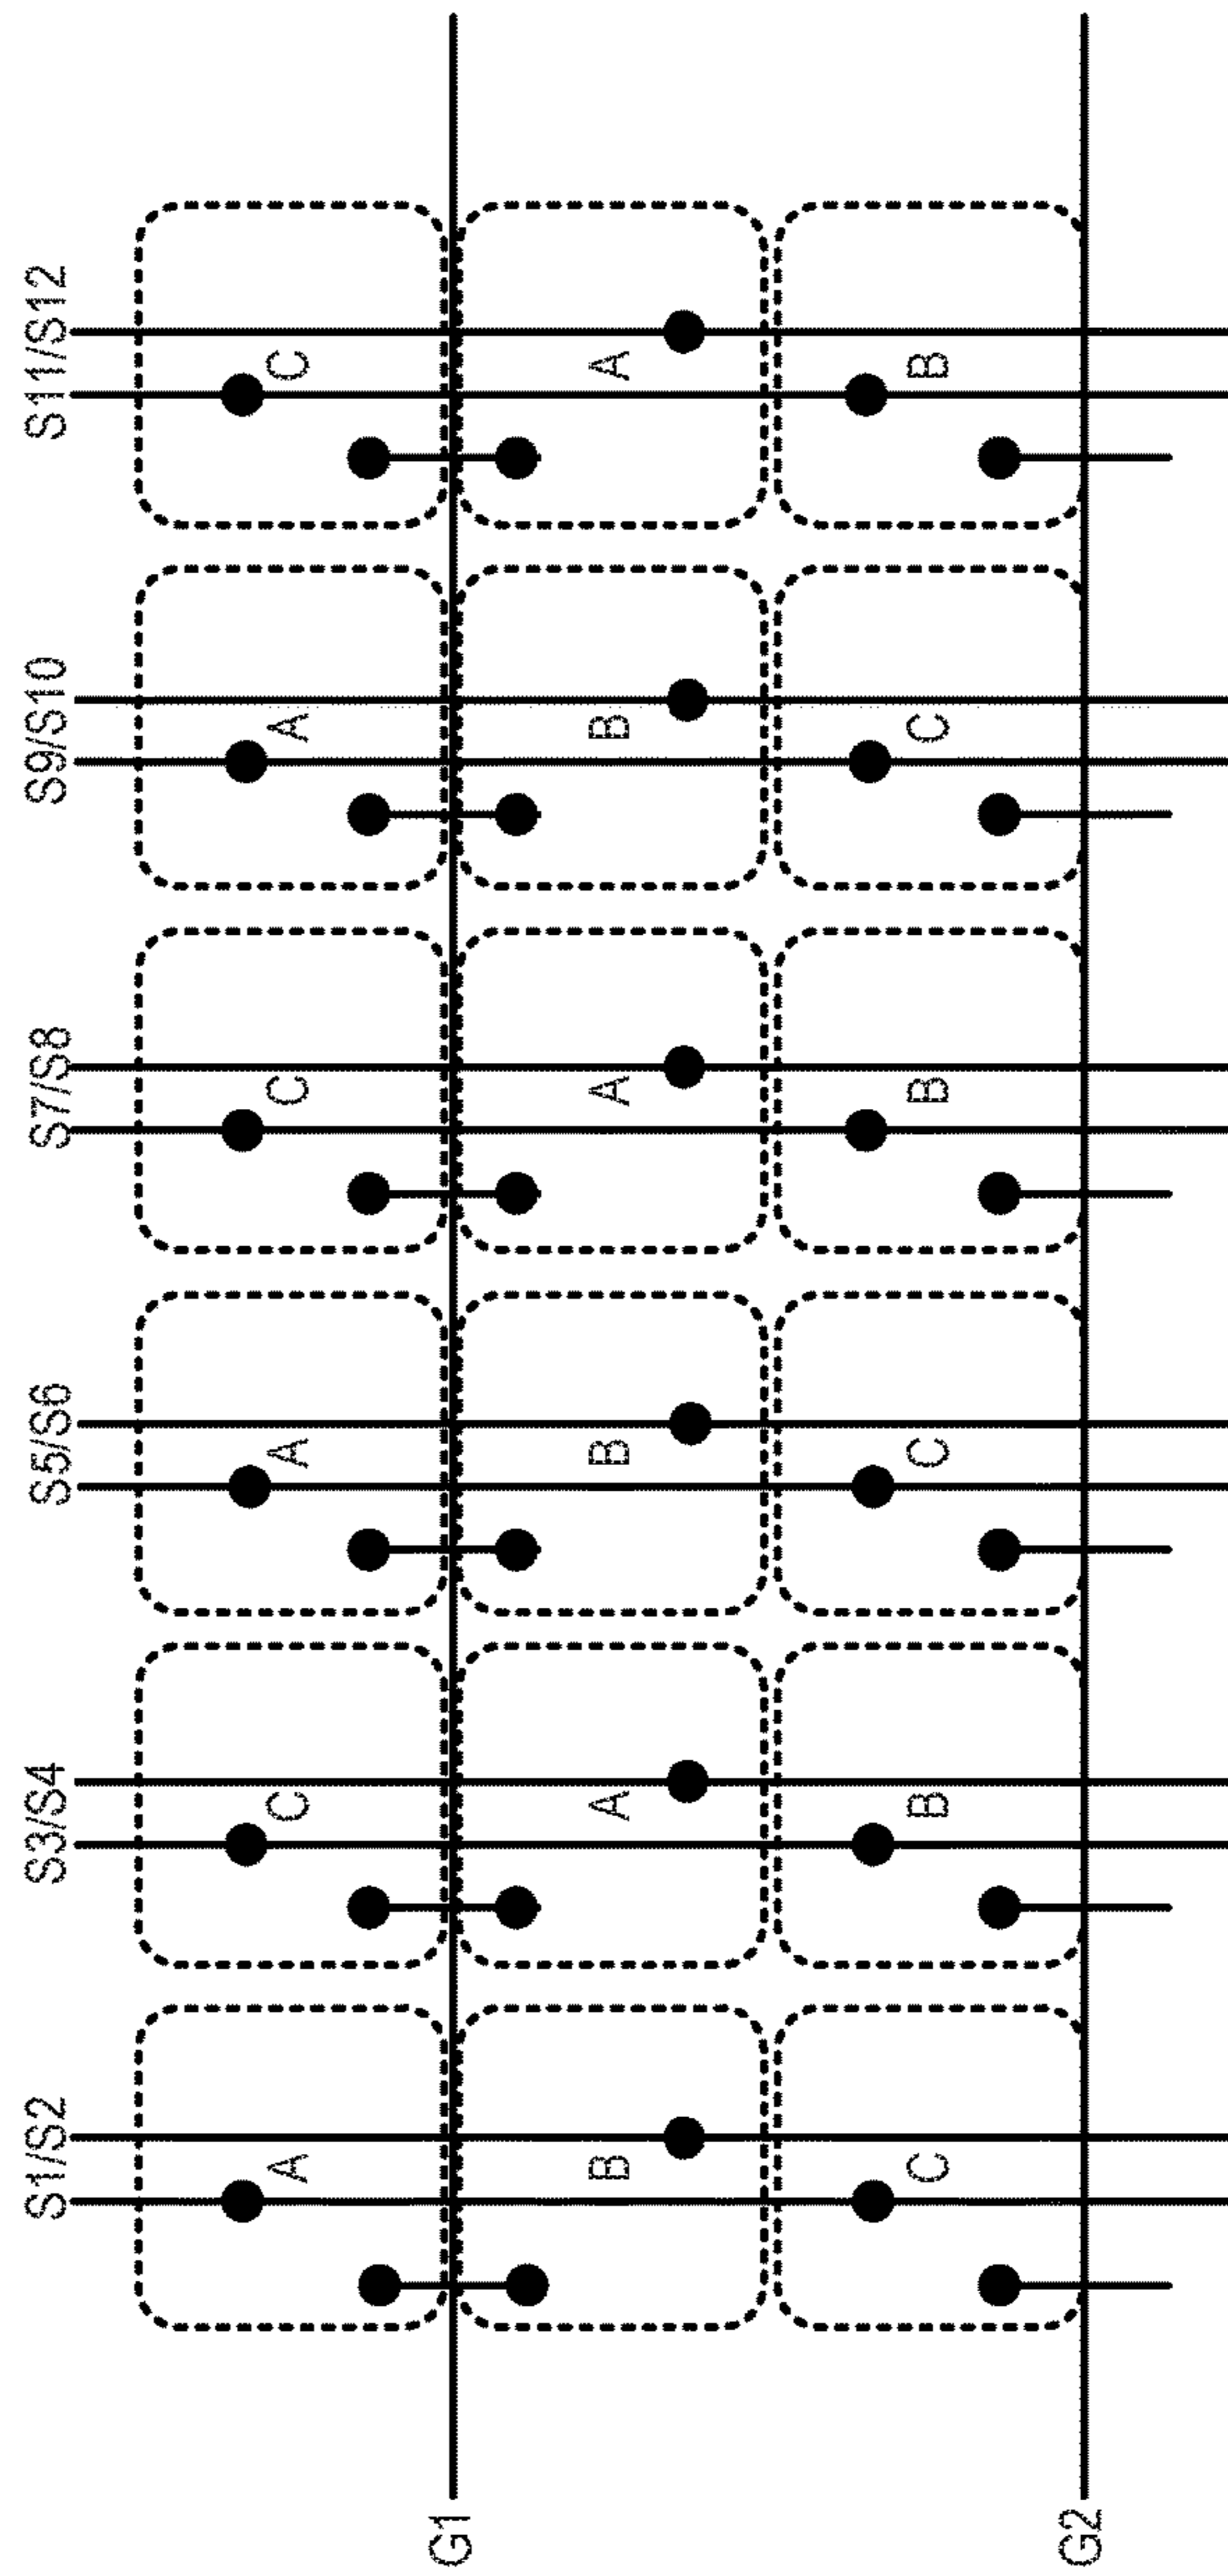 S1/S2 S3/S4 S5/S6 S7/S8 S9/S10 S11/S12
A C A C A C
G1
B A B A B A
C B C B C B
G2